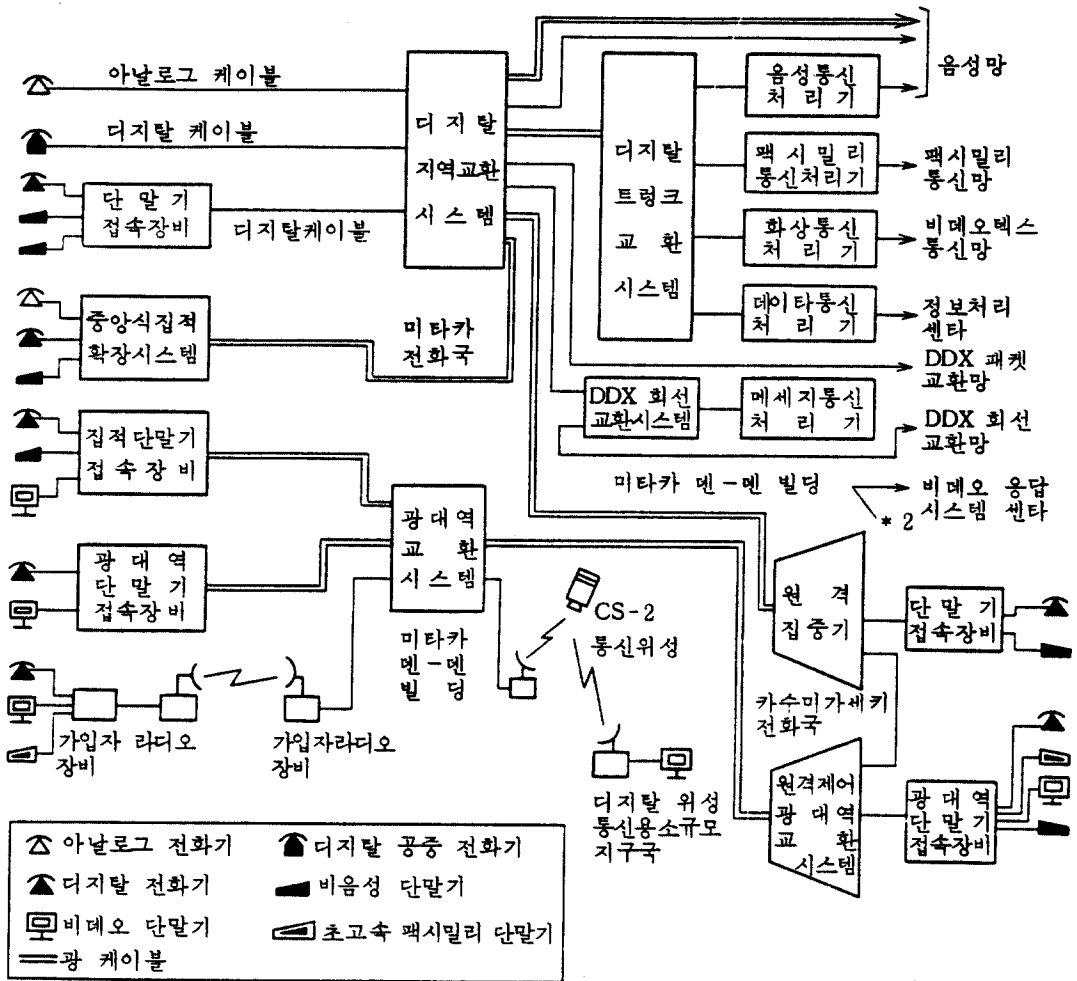 아날로그 케이블
디지탈 케이블
단 말 기
접속장비
디지탈케이블
중앙식집적
확장시스템
집적단말기
접 속 장 비
광 대 역
단 말 기
접속장비
가입자 라디오
장비
가입자라디오
장비
디 지 탈
지역교환
시 스 템
미타카
전화국
광 대 역
교 환
시 스 템
미타카
덴-덴
빌 딩
CS-2
통신위성
디지탈 위성
통신용소규모
지구국
디 지 탈
트 렁 크
교 환
시 스 템
음성통신
처 리 기
음성망
팩 시 밀 리
통신처리기
팩시밀리
통신망
화상통신
처 리 기
비데오텍스
통신망
데이타통신
처 리 기
정보처리
센타
DDX 패켓
교환망
DDX 회선
교환시스템
메세지통신
처 리 기
DDX 회선
교환망
미타카 덴-덴 빌딩
비데오 응답
시스템 센타
* 2
원 격
집중기
단 말 기
접속장비
카수미가세키
전화국
원격제어
광 대 역
교 환
시스템
광 대 역
단 말 기
접속장비
아날로그 전화기
디지탈 공중 전화기
디지탈 전화기
비음성 단말기
비데오 단말기
초고속 팩시밀리 단말기
광 케이블